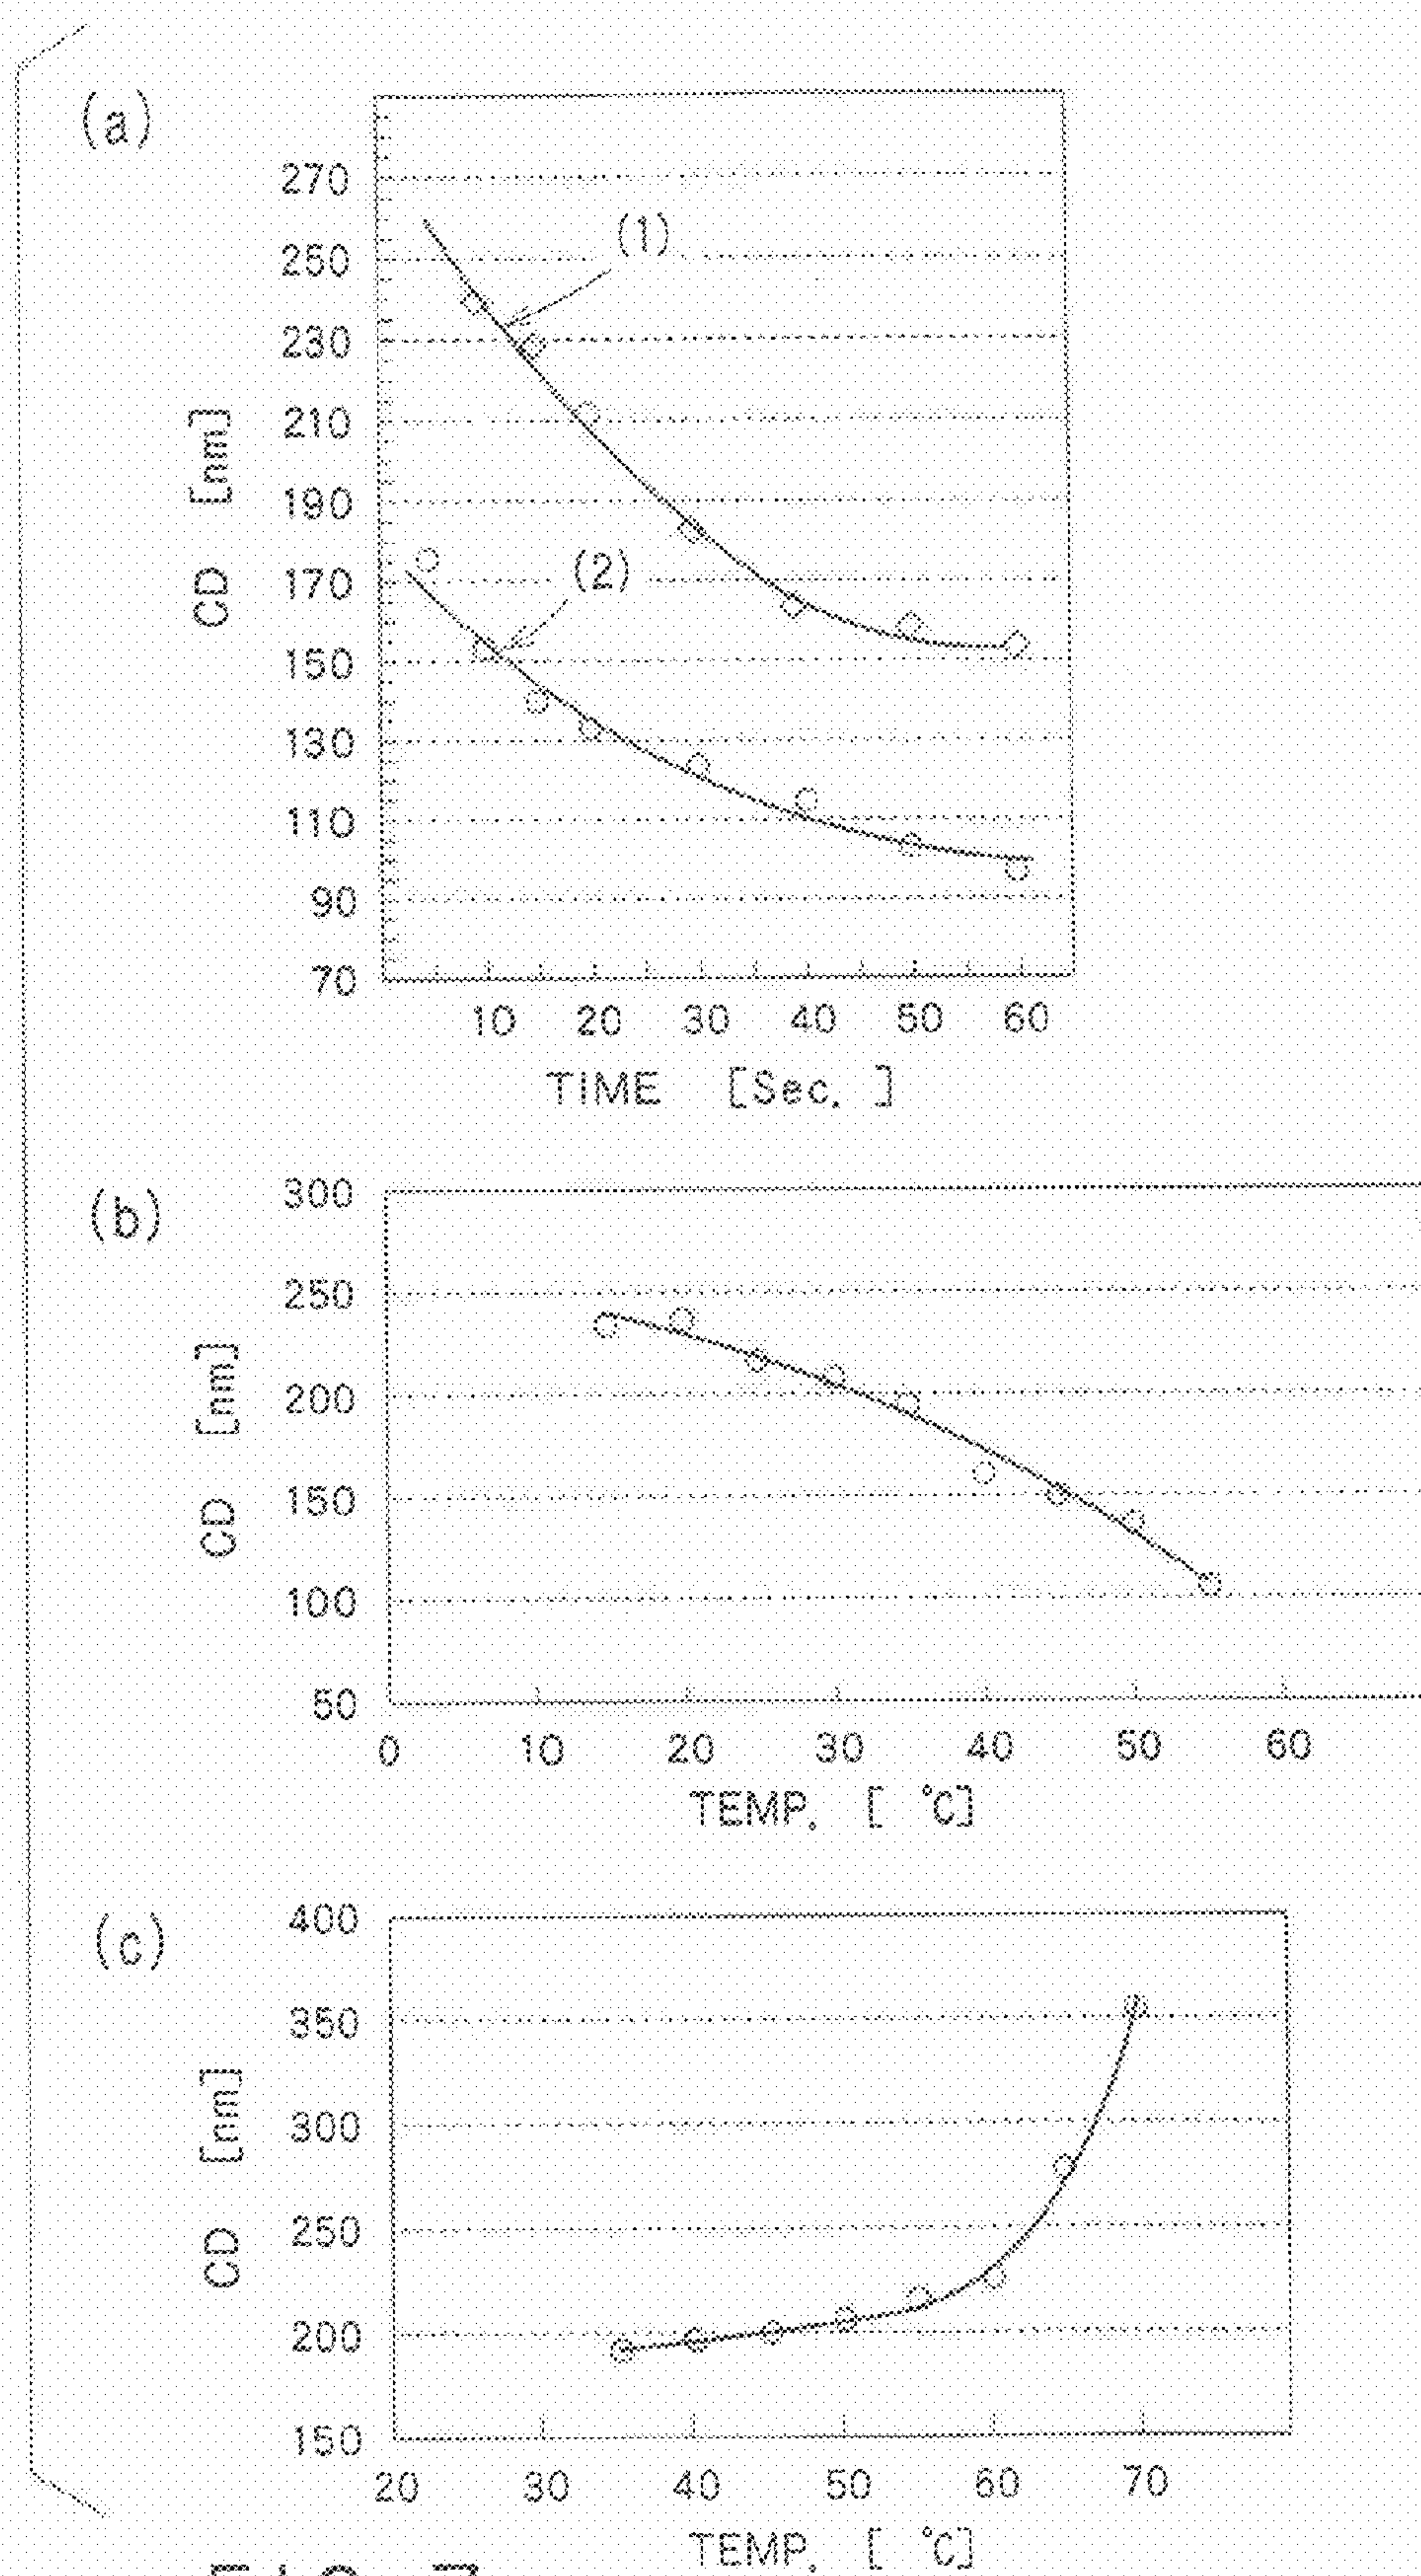 (a)
270
250
230
210
190
170
150
130
110
90
70
CD [nm]
(1)
(2)
10 20 30 40 50 60
TIME [Sec. ]
(b)
300
250
200
150
100
50
CD [nm]
0 10 20 30 40 50 60
TEMP. [ ℃]
(c)
400
350
300
250
200
150
CD [nm]
20 30 40 50 60 70
TEMP. [ ℃]